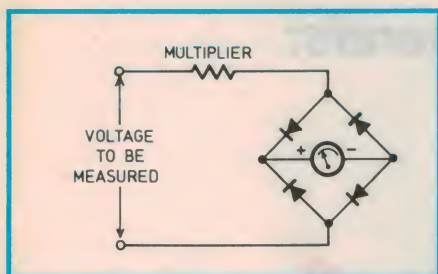 MULTIPLIER
VOLTAGE
TO BE
MEASURED
+ -